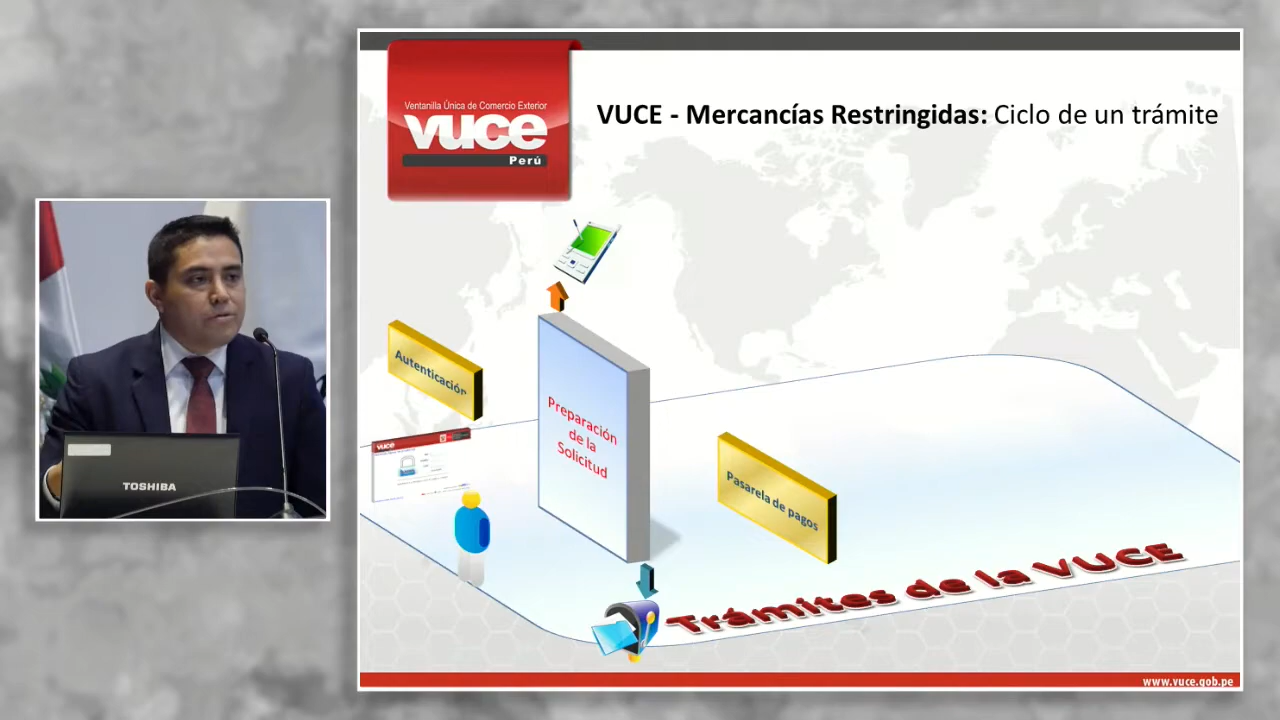 Ventanilla Única de Comercio Exterior
vuce
Perú
VUCE - Mercancías Restringidas: Ciclo de un trámite
Autenticación
Preparación
de la
Solicitud
vuce
Pasarela de pagos
Trámites de la VUCE
TOSHIBA
www.vuce.gob.pe